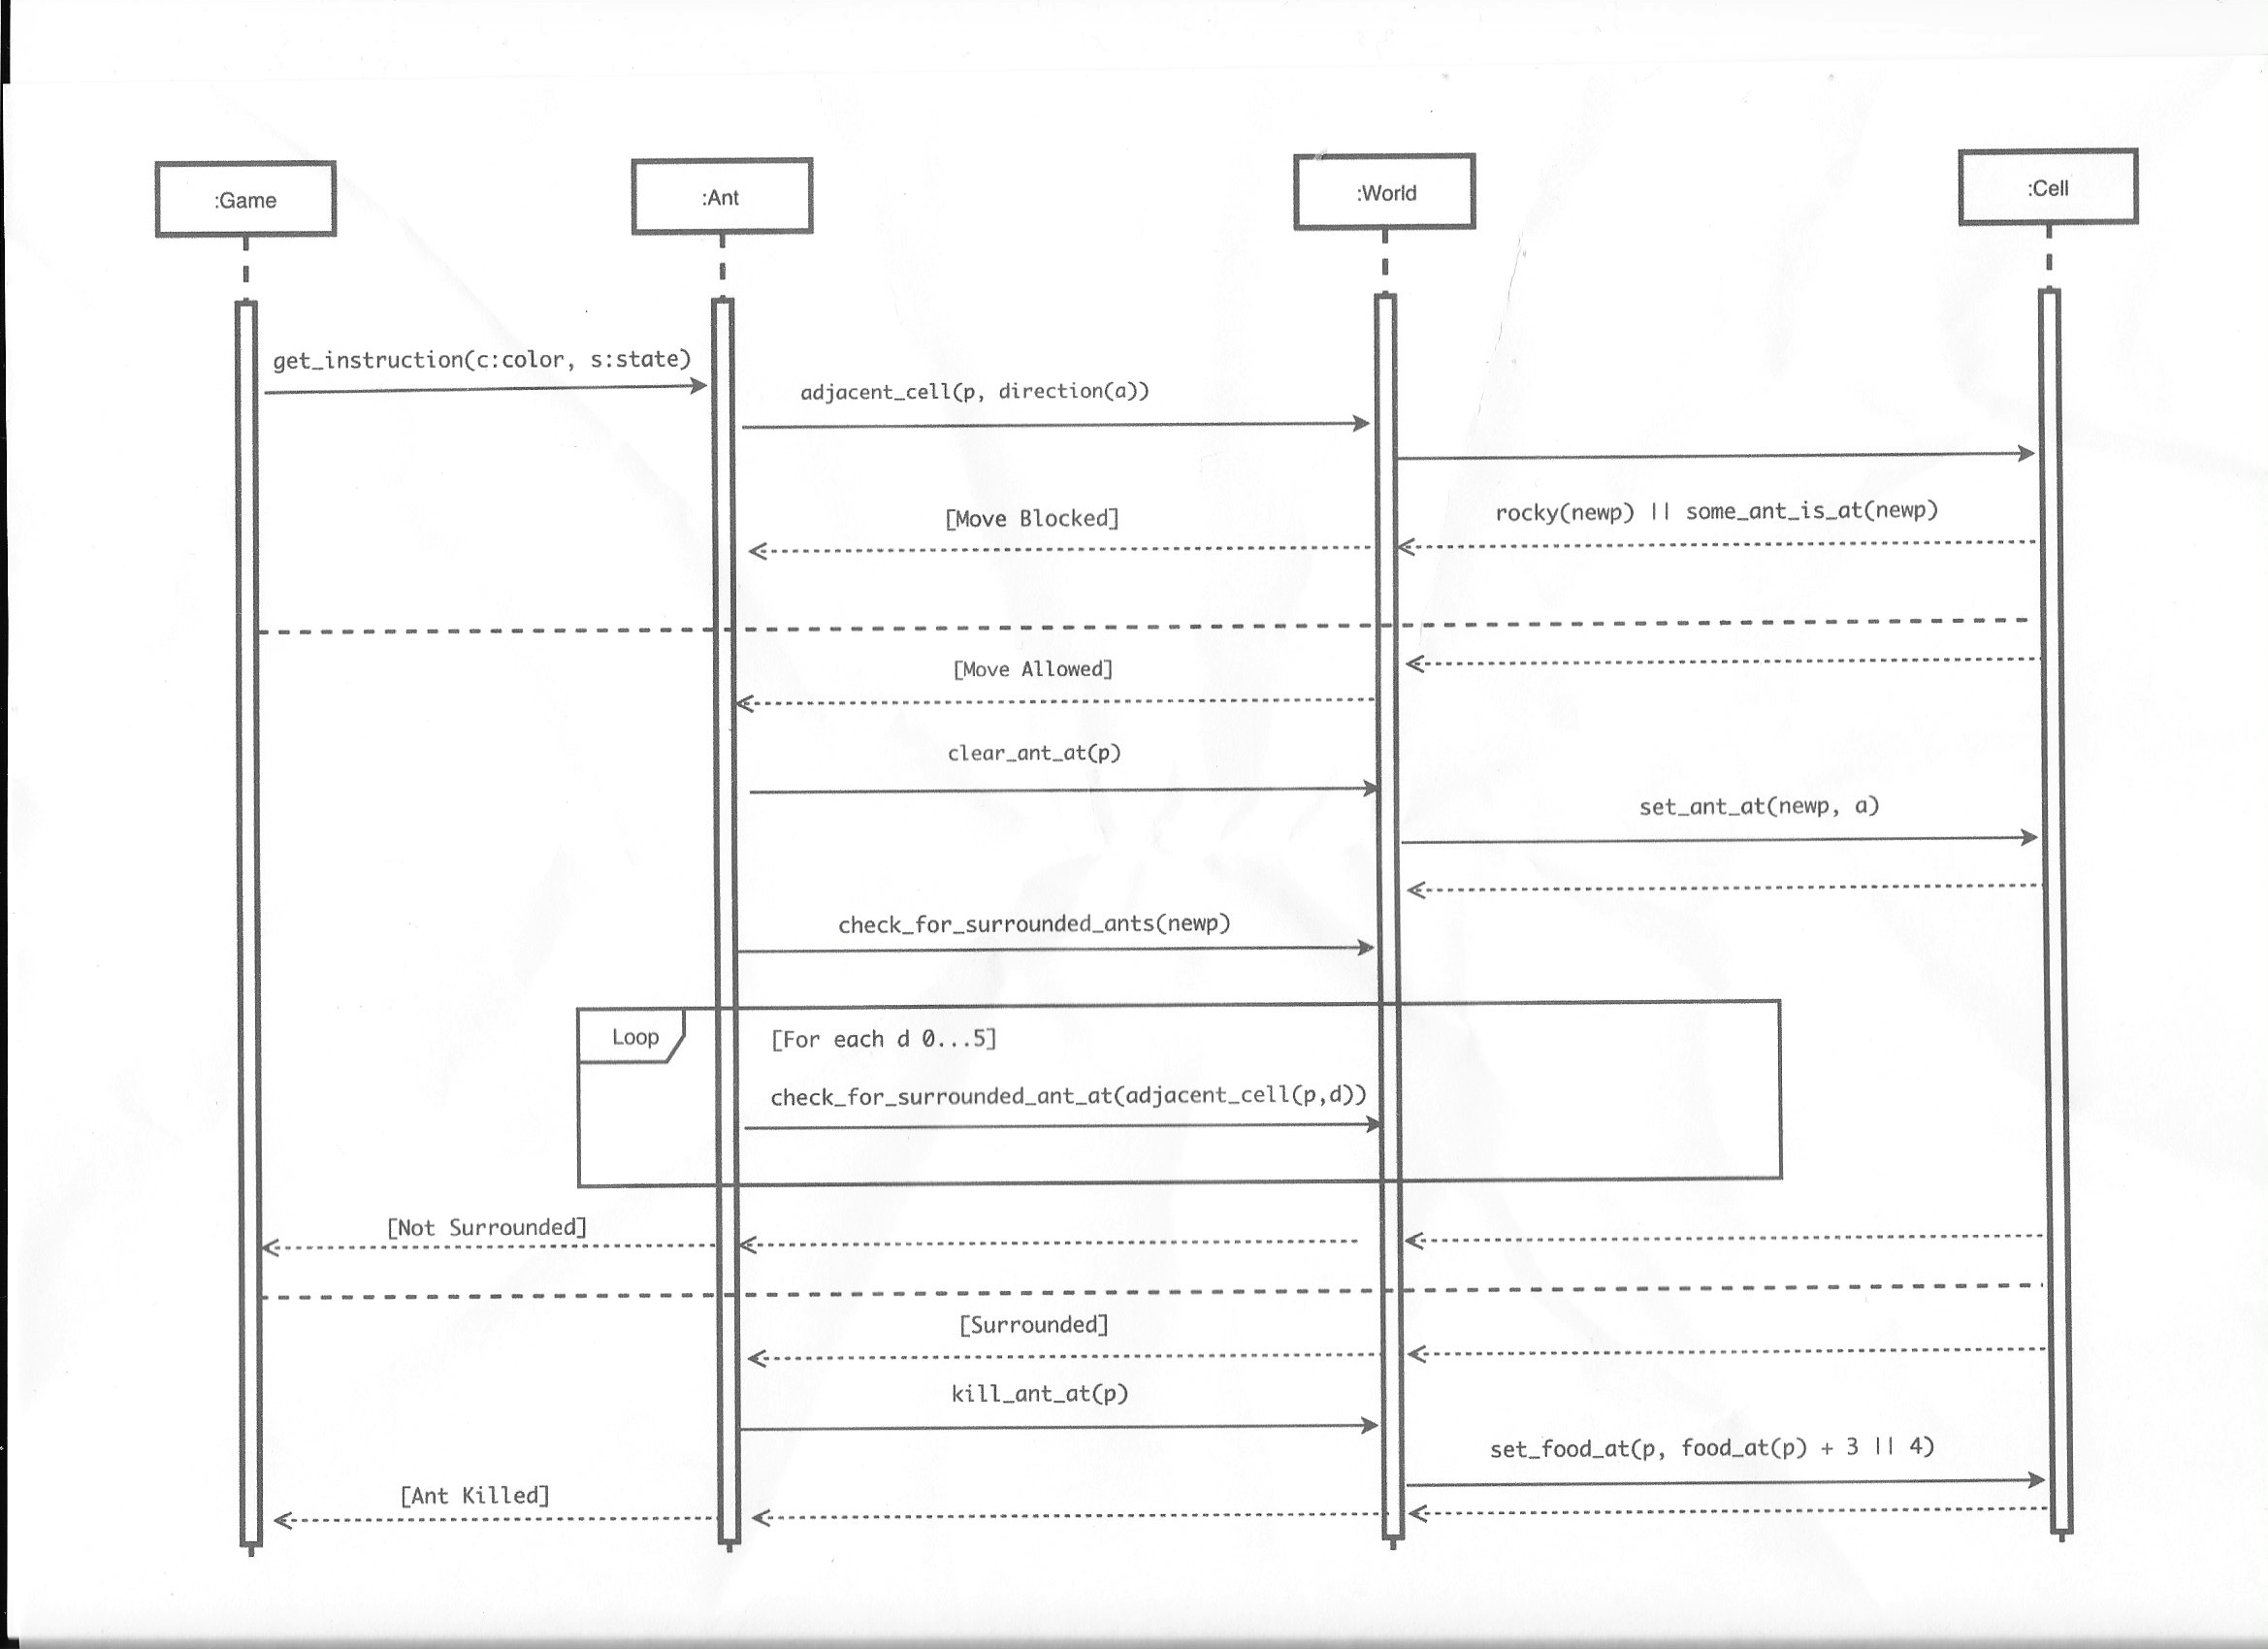 :Game
:Ant
:World
:Cell
get_instruction(c:color, s:state)
adjacent_cell(p, direction(a))
[Move Blocked]
rocky(newp) || some_ant_is_at(newp)
[Move Allowed]
clear_ant_at(p)
set_ant_at(newp, a)
check_for_surrounded_ants(newp)
Loop
[For each d 0...5]
check_for_surrounded_ant_at(adjacent_cell(p,d))
[Not Surrounded]
[Surrounded]
kill_ant_at(p)
set_food_at(p, food_at(p) + 3 || 4)
[Ant Killed]